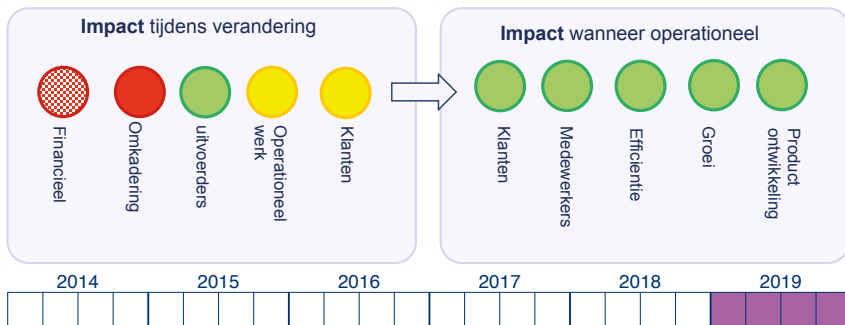 Impact tijdens verandering
Financieel
Omkadering
uitvoerders
Operationeel
werk
Klanten
Impact wanneer operationeel
Klanten
Medewerkers
Efficientie
Groei
Product
ontwikkeling
2014 2015 2016 2017 2018 2019